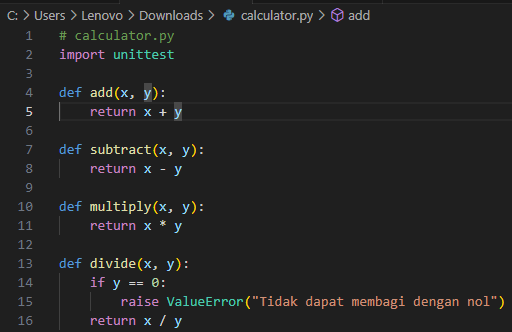 C: > Users > Lenovo > Downloads > calculator.py > add
1 # calculator.py
2 import unittest
3
4 def add(x, y):
5     return x + y
6
7 def subtract(x, y):
8     return x - y
9
10 def multiply(x, y):
11     return x * y
12
13 def divide(x, y):
14     if y == 0:
15         raise ValueError("Tidak dapat membagi dengan nol")
16     return x / y